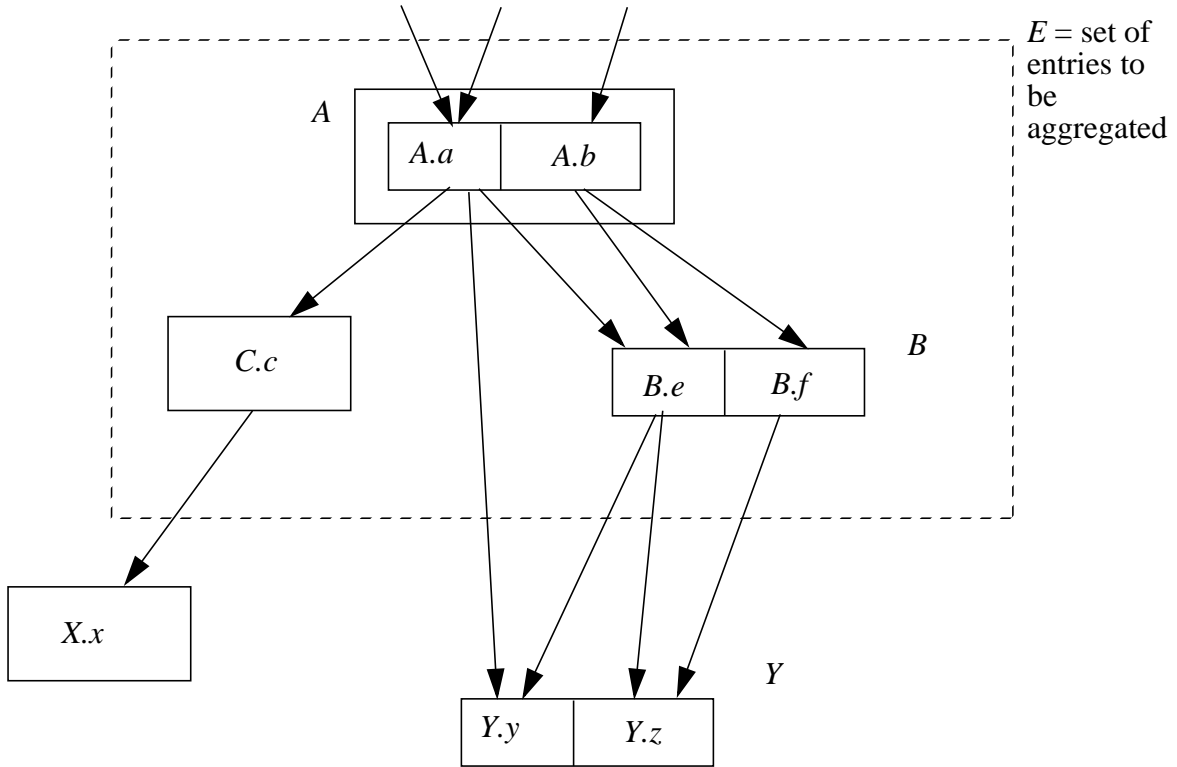 E = set of
entries to
be
aggregated
A
A.a
A.b
C.c
B
B.e
B.f
X.x
Y
Y.y
Y.z